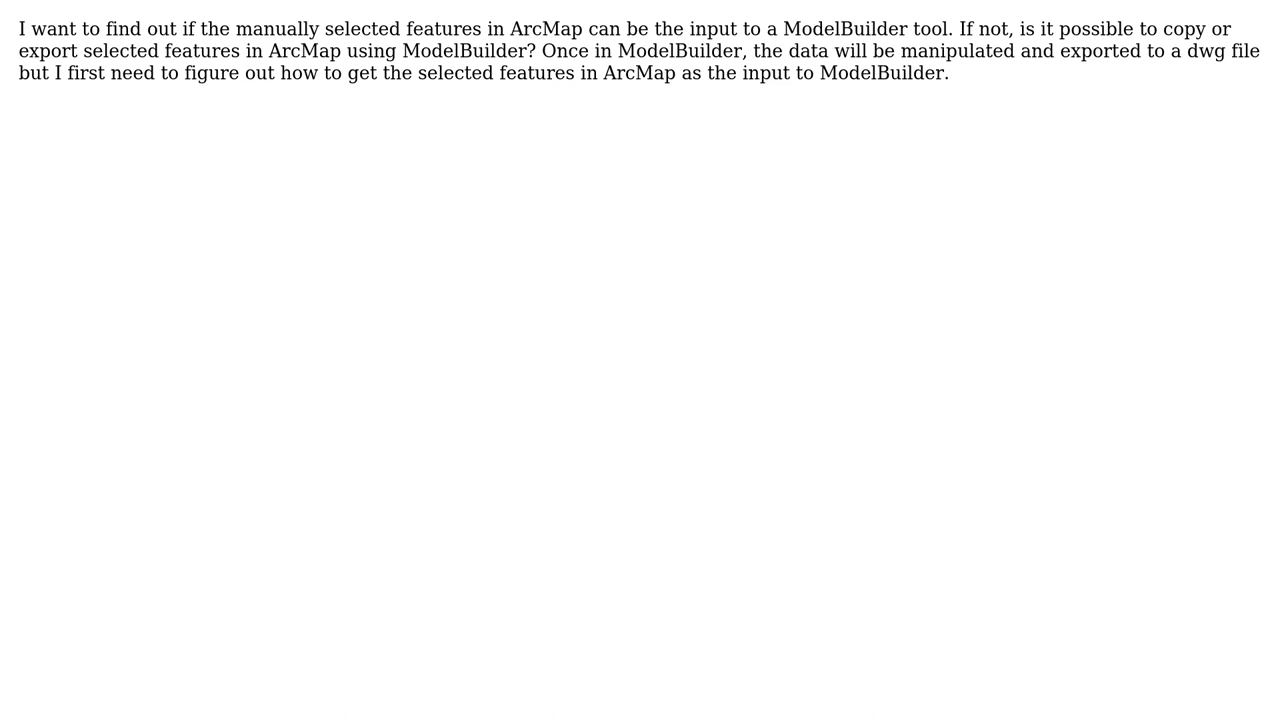 I want to find out if the manually selected features in ArcMap can be the input to a ModelBuilder tool. If not, is it possible to copy or
export selected features in ArcMap using ModelBuilder? Once in ModelBuilder, the data will be manipulated and exported to a dwg file
but I first need to figure out how to get the selected features in ArcMap as the input to ModelBuilder.